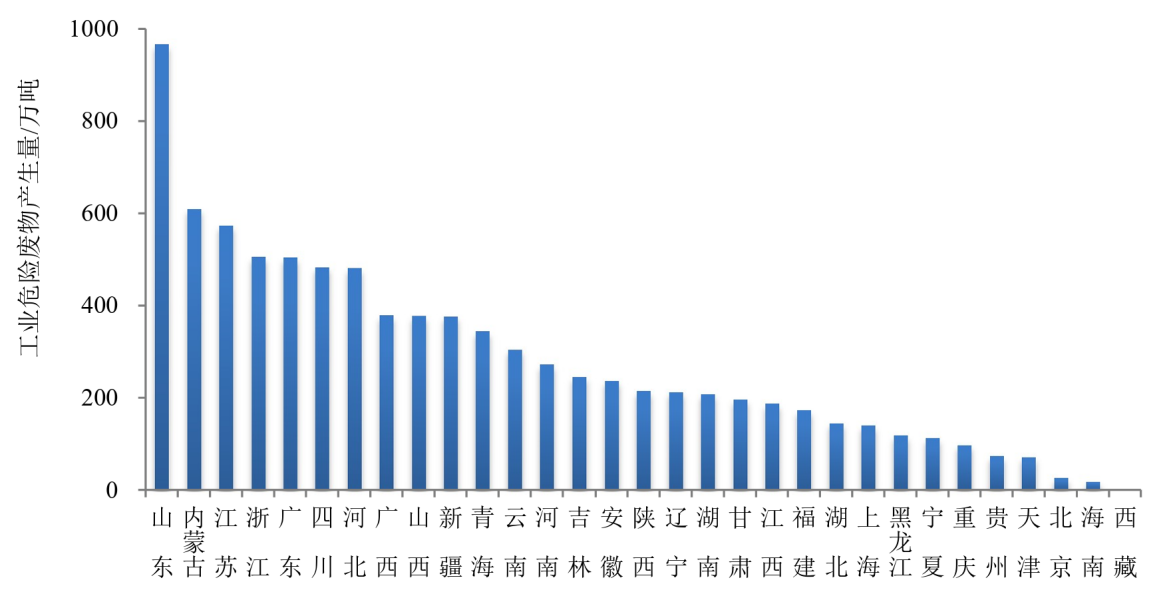 工业危险废物产生量/万吨
1000
800
600
400
200
0
山东
内蒙古
江苏
浙江
广东
四川
河北
广西
山西
新疆
青海
云南
河南
吉林
安徽
陕西
辽宁
湖南
甘肃
江西
福建
湖北
上海
黑龙江
宁夏
重庆
贵州
天津
北京
海南
西藏